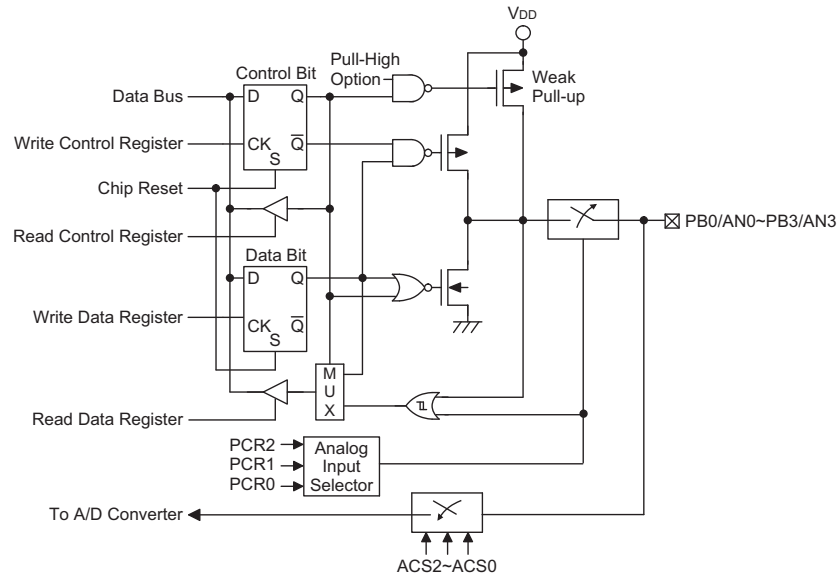 VDD
Pull-High
Option
Weak
Pull-up
Control Bit
Data Bus
D
Q
Write Control Register
CK
Q
S
Chip Reset
Read Control Register
Data Bit
D
Q
Write Data Register
CK
Q
S
M
U
X
Read Data Register
PB0/AN0~PB3/AN3
PCR2
PCR1
PCR0
Analog
Input
Selector
To A/D Converter
ACS2~ACS0